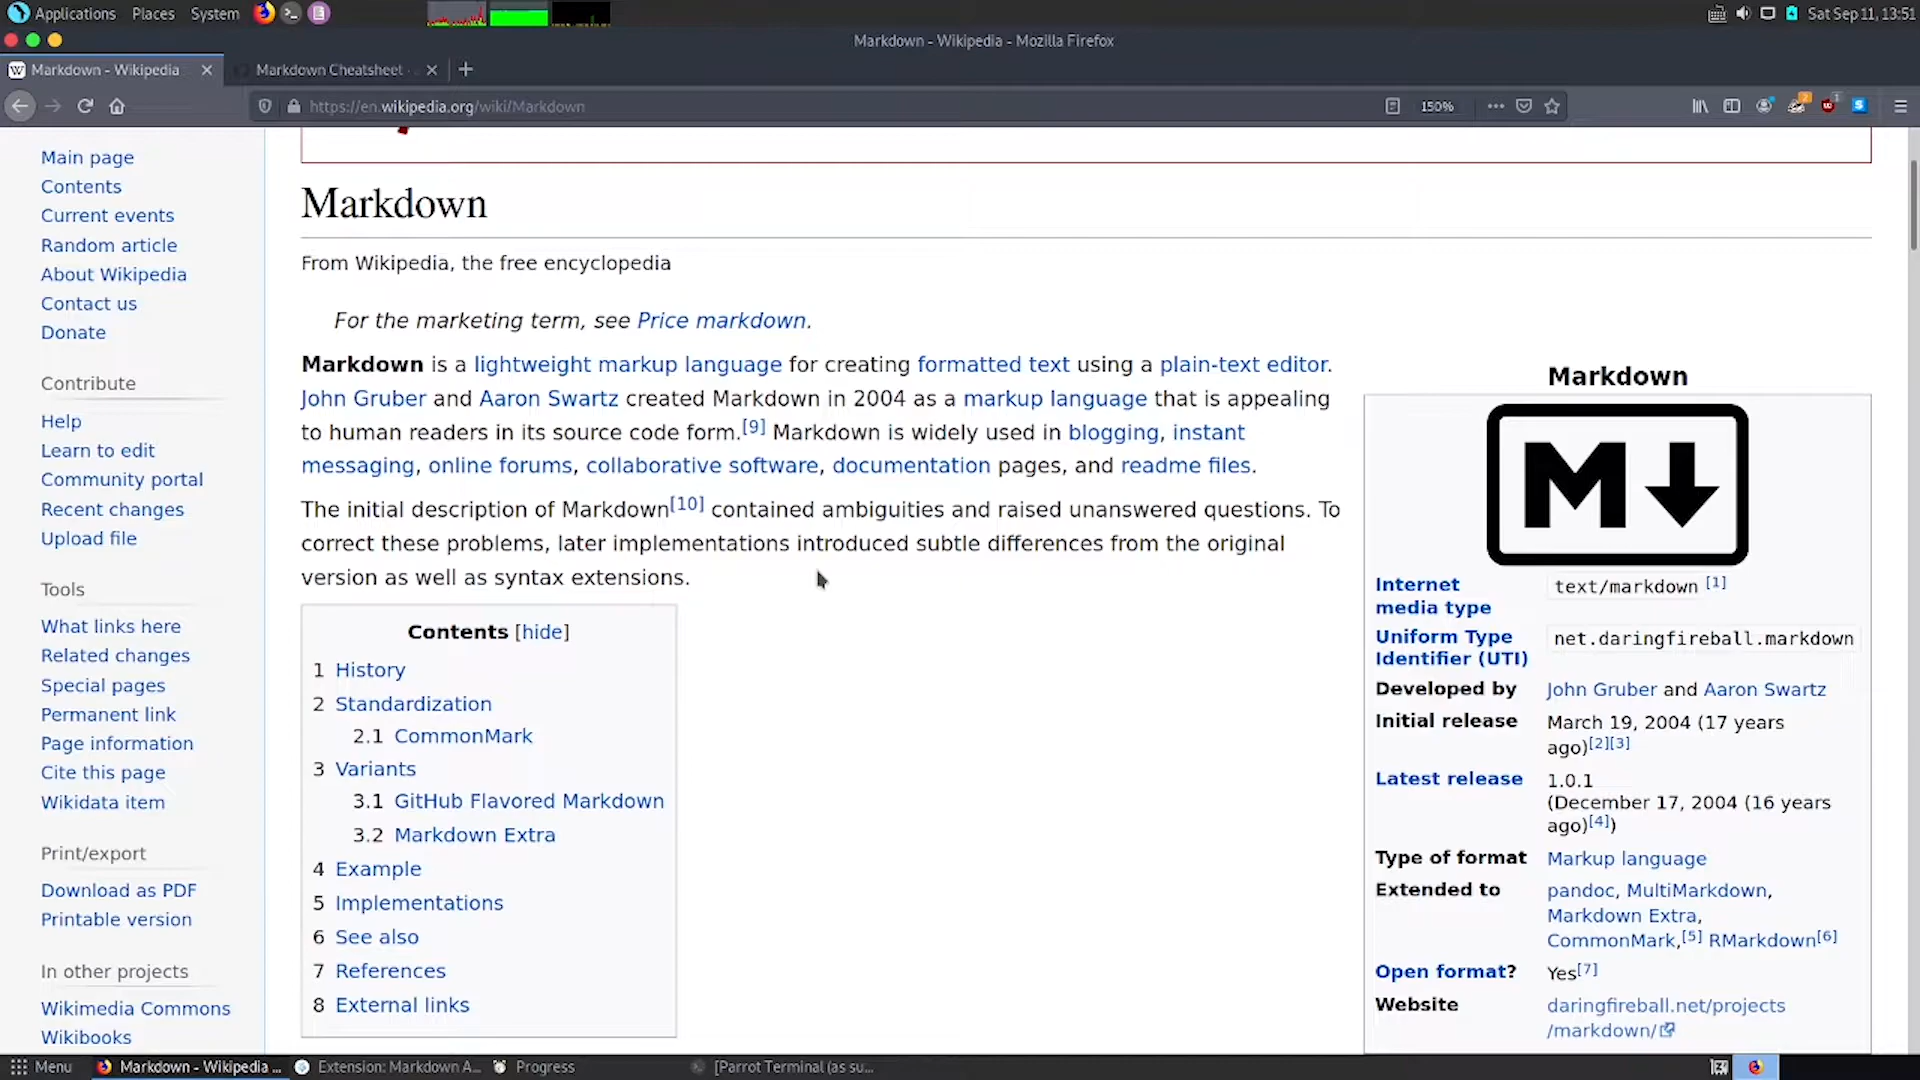 Applications Places System
Sat Sep 11, 13:51
Markdown - Wikipedia - Mozilla Firefox
Markdown - Wikipedia
Markdown Cheatsheet
https://en.wikipedia.org/wiki/Markdown
150%
Main page
Contents
Current events
Random article
About Wikipedia
Contact us
Donate
Contribute
Help
Learn to edit
Community portal
Recent changes
Upload file
Tools
What links here
Related changes
Special pages
Permanent link
Page information
Cite this page
Wikidata item
Print/export
Download as PDF
Printable version
In other projects
Wikimedia Commons
Wikibooks
Markdown
From Wikipedia, the free encyclopedia
For the marketing term, see Price markdown.
Markdown is a lightweight markup language for creating formatted text using a plain-text editor.
John Gruber and Aaron Swartz created Markdown in 2004 as a markup language that is appealing
to human readers in its source code form.[9] Markdown is widely used in blogging, instant
messaging, online forums, collaborative software, documentation pages, and readme files.
The initial description of Markdown[10] contained ambiguities and raised unanswered questions. To
correct these problems, later implementations introduced subtle differences from the original
version as well as syntax extensions.
Contents [hide]
1 History
2 Standardization
2.1 CommonMark
3 Variants
3.1 GitHub Flavored Markdown
3.2 Markdown Extra
4 Example
5 Implementations
6 See also
7 References
8 External links
Markdown
M
Internet
media type
text/markdown [1]
Uniform Type
Identifier (UTI)
net.daringfireball.markdown
Developed by
John Gruber and Aaron Swartz
Initial release
March 19, 2004 (17 years
ago)[2][3]
Latest release
1.0.1
(December 17, 2004 (16 years
ago)[4])
Type of format
Markup language
Extended to
pandoc, MultiMarkdown,
Markdown Extra,
CommonMark,[5] RMarkdown[6]
Open format?
Yes[7]
Website
daringfireball.net/projects
/markdown/
Menu
Markdown - Wikipedia ...
Extension: Markdown A...
Progress
[Parrot Terminal (as su...